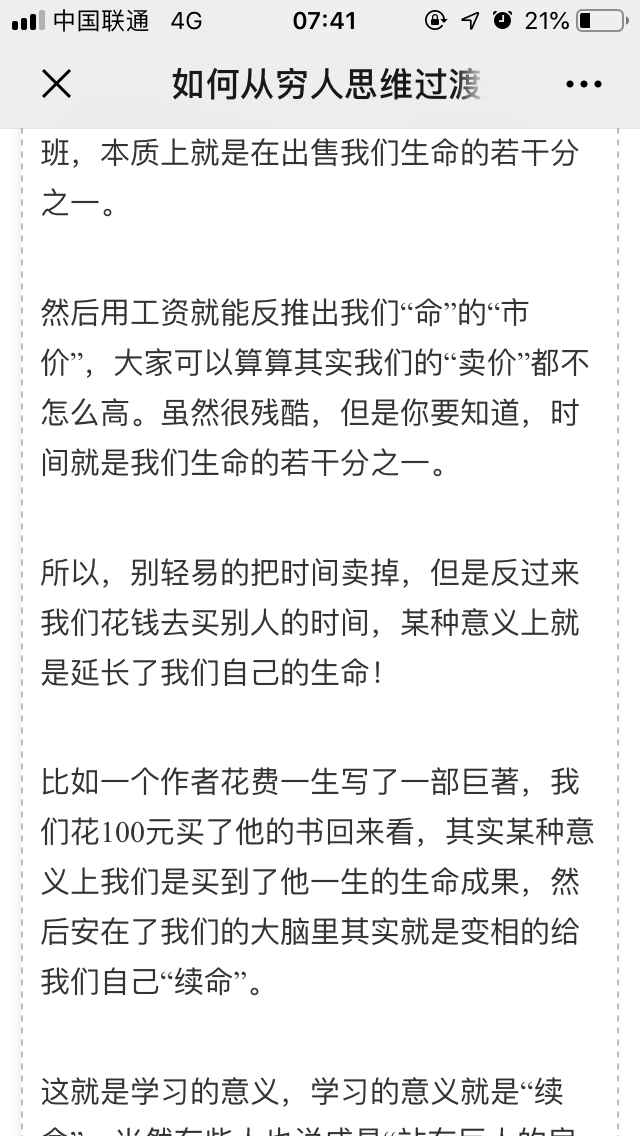 中国联通 4G 07:41 21%
如何从穷人思维过渡
班，本质上就是在出售我们生命的若干分
之一。
然后用工资就能反推出我们“命”的“市
价”，大家可以算算其实我们的“卖价”都不
怎么高。虽然很残酷，但是你要知道，时
间就是我们生命的若干分之一。
所以，别轻易的把时间卖掉，但是反过来
我们花钱去买别人的时间，某种意义上就
是延长了我们自己的生命！
比如一个作者花费一生写了一部巨著，我
们花100元买了他的书回来看，其实某种意
义上我们是买到了他一生的生命成果，然
后安在了我们的大脑里其实就是变相的给
我们自己“续命”。
这就是学习的意义，学习的意义就是“续